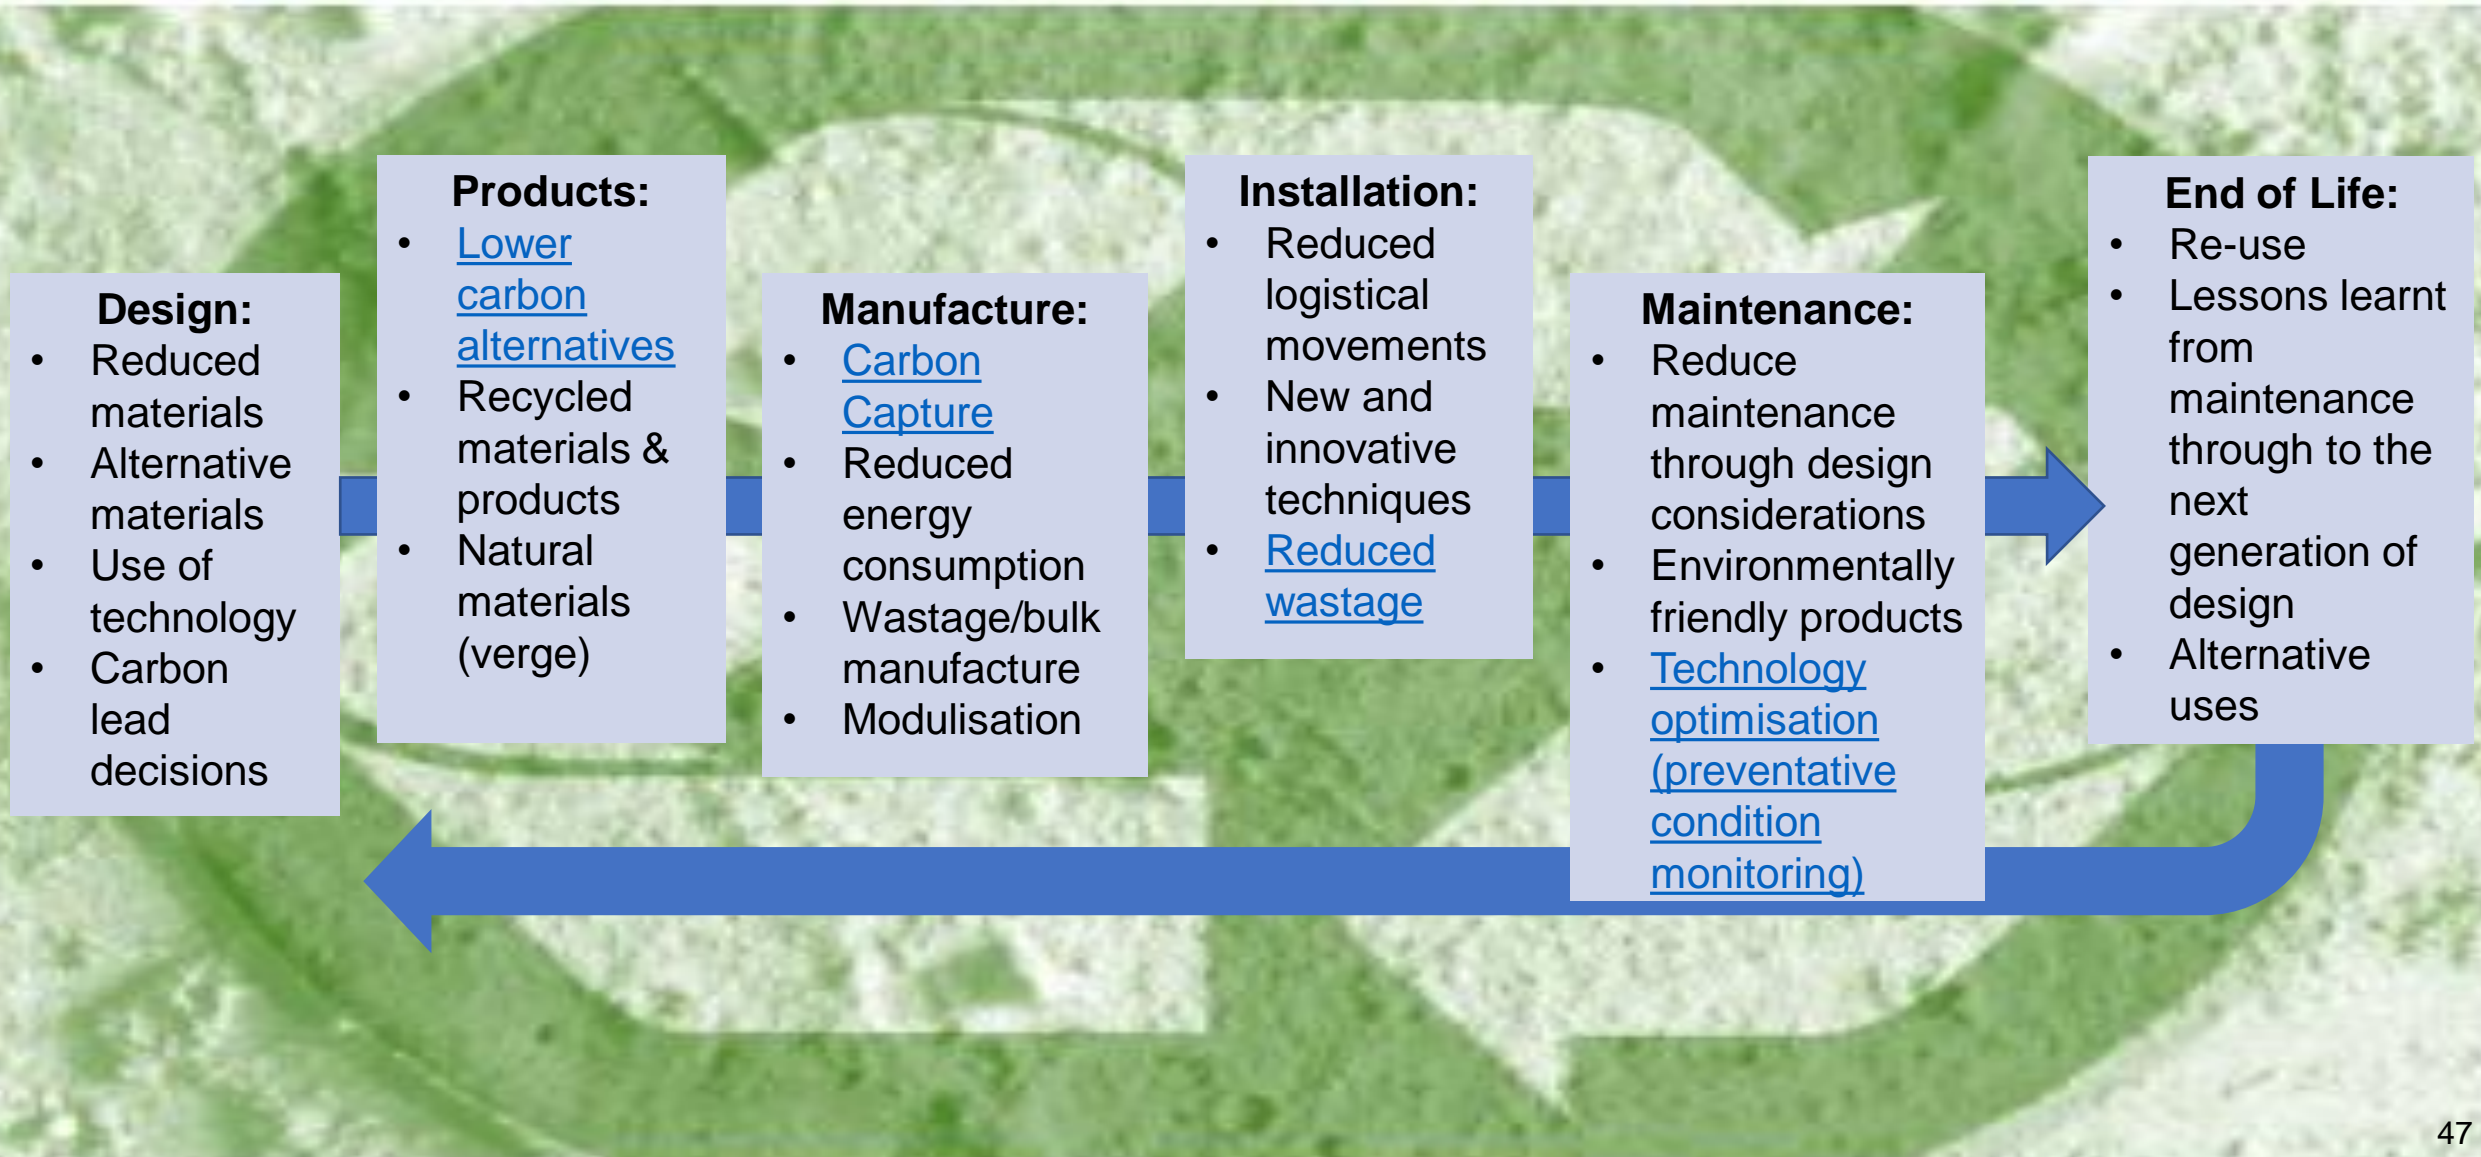 Design:
• Reduced
materials
• Alternative
materials
• Use of
technology
• Carbon
lead
decisions
Products:
• Lower
carbon
alternatives
• Recycled
materials &
products
• Natural
materials
(verge)
Manufacture:
• Carbon
Capture
• Reduced
energy
consumption
• Wastage/bulk
manufacture
• Modulisation
Installation:
• Reduced
logistical
movements
• New and
innovative
techniques
• Reduced
wastage
Maintenance:
• Reduce
maintenance
through design
considerations
• Environmentally
friendly products
• Technology
optimisation
(preventative
condition
monitoring)
End of Life:
• Re-use
• Lessons learnt
from
maintenance
through to the
next
generation of
design
• Alternative
uses
47